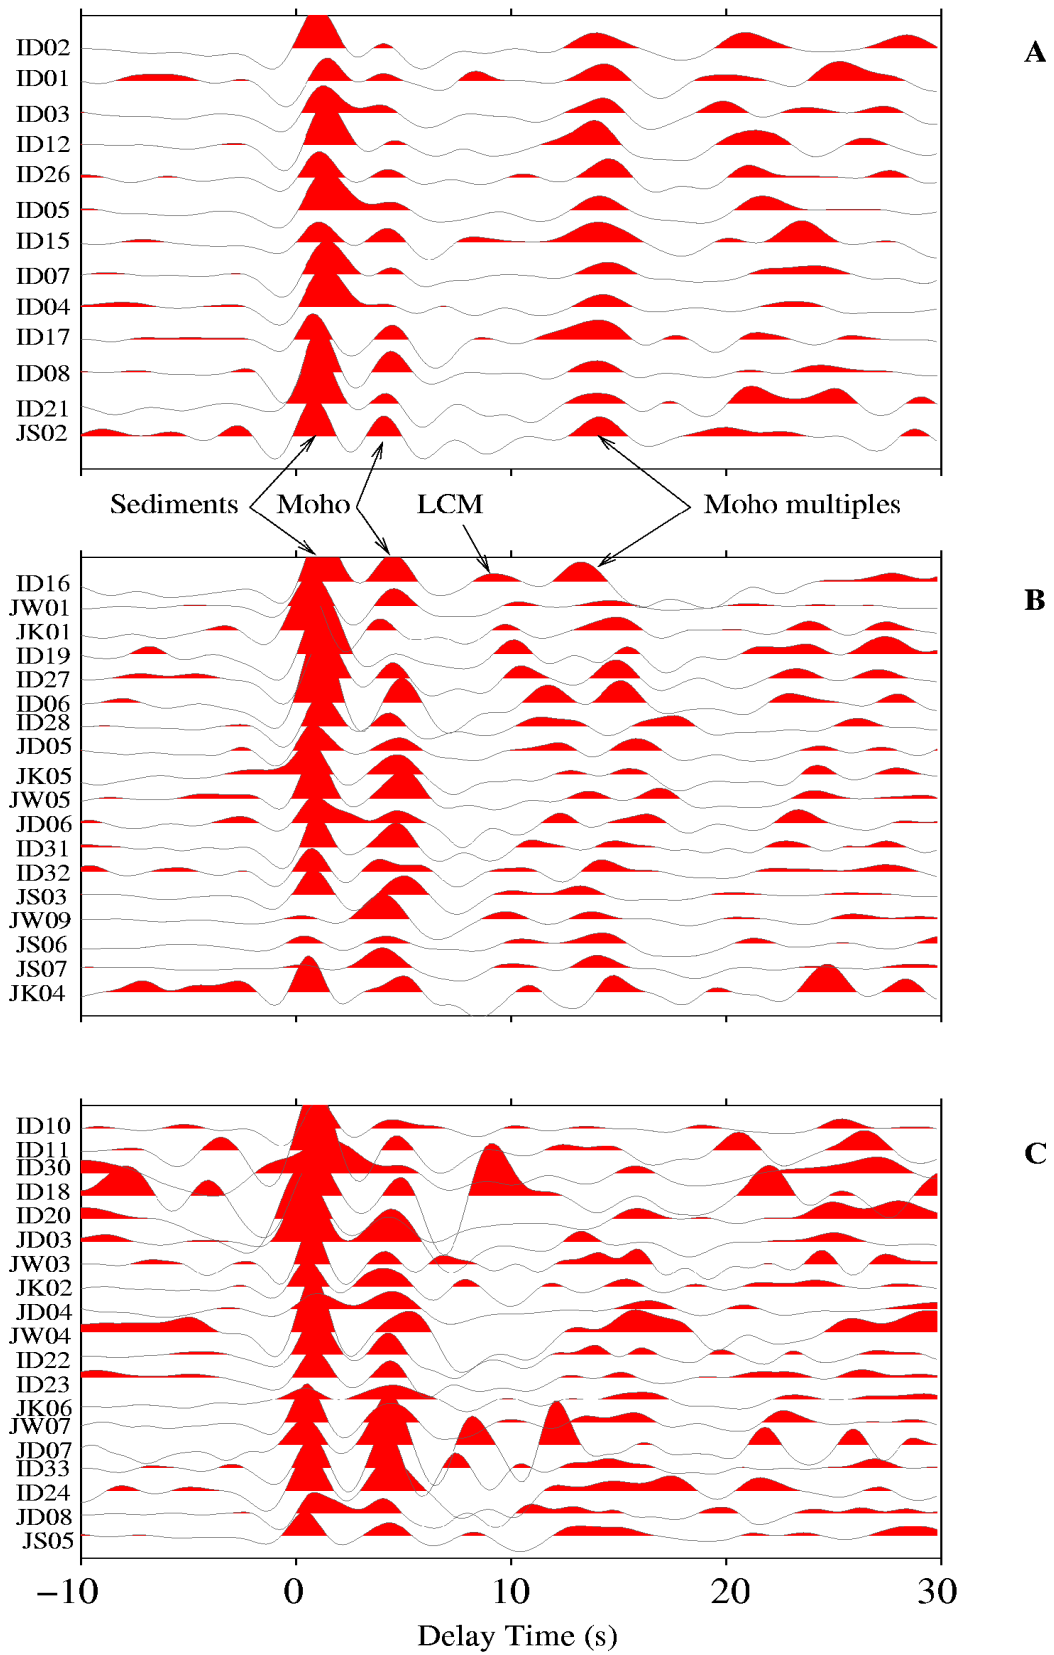 A
ID02
ID01
ID03
ID12
ID26
ID05
ID15
ID07
ID04
ID17
ID08
ID21
JS02
Sediments Moho LCM Moho multiples
B
ID16
JW01
JK01
ID19
ID27
ID06
ID28
JD05
JK05
JW05
JD06
ID31
ID32
JS03
JW09
JS06
JS07
JK04
C
ID10
ID11
ID30
ID18
ID20
JD03
JW03
JK02
JD04
JW04
ID22
ID23
JK06
JW07
JD07
ID33
ID24
JD08
JS05
−10 0 10 20 30
Delay Time (s)